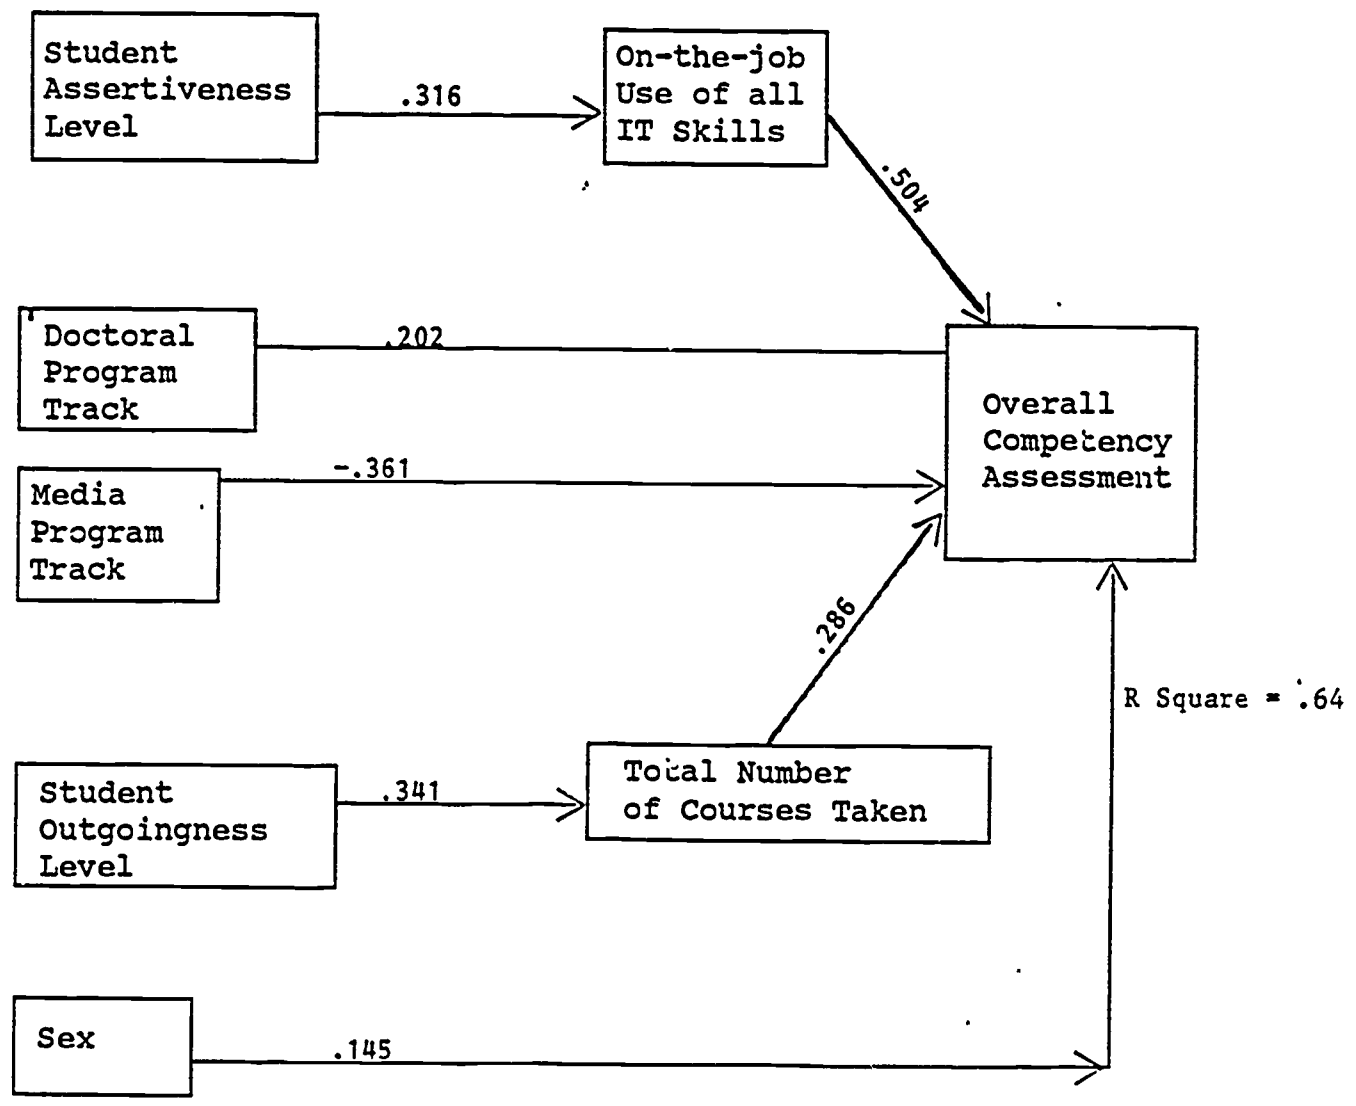 Student
Assertiveness
Level
.316
On-the-job
Use of all
IT Skills
.504
Doctoral
Program
Track
.202
Media
Program
Track
-.361
Overall
Competency
Assessment
.286
R Square = .64
Student
Outgoingness
Level
.341
Total Number
of Courses Taken
Sex
.145